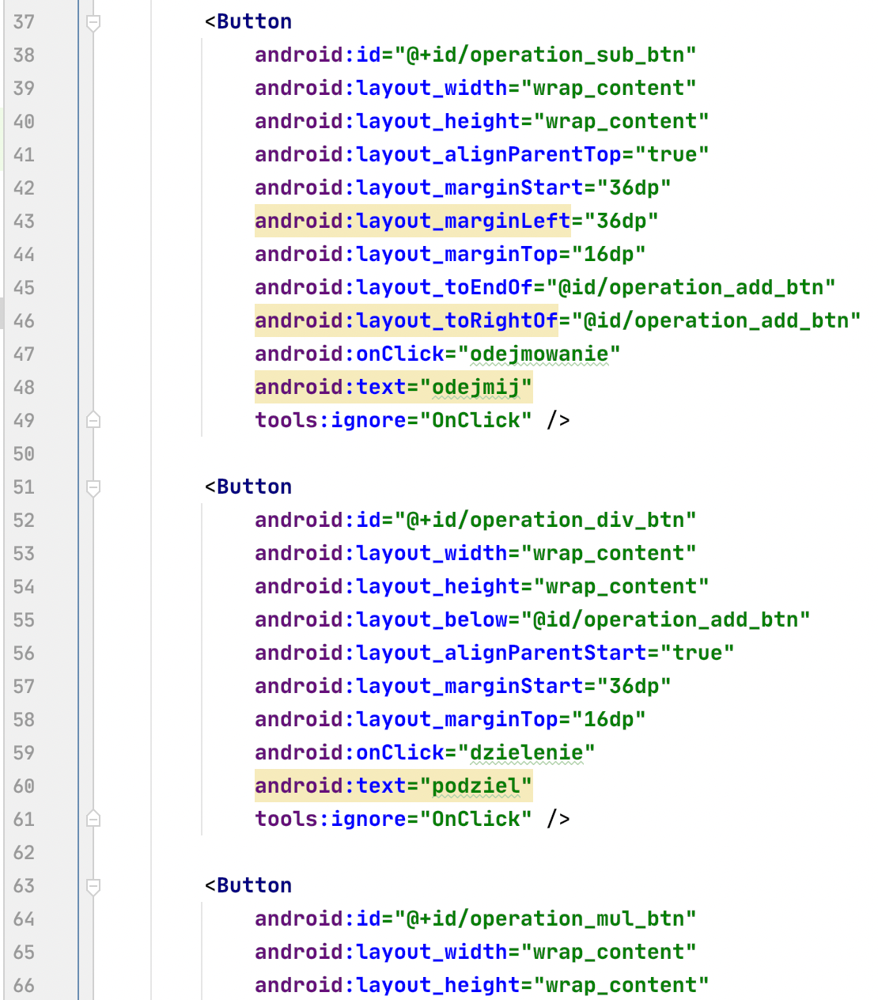 37 <Button
38 android:id="@+id/operation_sub_btn"
39 android:layout_width="wrap_content"
40 android:layout_height="wrap_content"
41 android:layout_alignParentTop="true"
42 android:layout_marginStart="36dp"
43 android:layout_marginLeft="36dp"
44 android:layout_marginTop="16dp"
45 android:layout_toEndOf="@id/operation_add_btn"
46 android:layout_toRightOf="@id/operation_add_btn"
47 android:onClick="odejmowanie"
48 android:text="odejmij"
49 tools:ignore="OnClick" />
50
51 <Button
52 android:id="@+id/operation_div_btn"
53 android:layout_width="wrap_content"
54 android:layout_height="wrap_content"
55 android:layout_below="@id/operation_add_btn"
56 android:layout_alignParentStart="true"
57 android:layout_marginStart="36dp"
58 android:layout_marginTop="16dp"
59 android:onClick="dzielenie"
60 android:text="podziel"
61 tools:ignore="OnClick" />
62
63 <Button
64 android:id="@+id/operation_mul_btn"
65 android:layout_width="wrap_content"
66 android:layout_height="wrap_content"